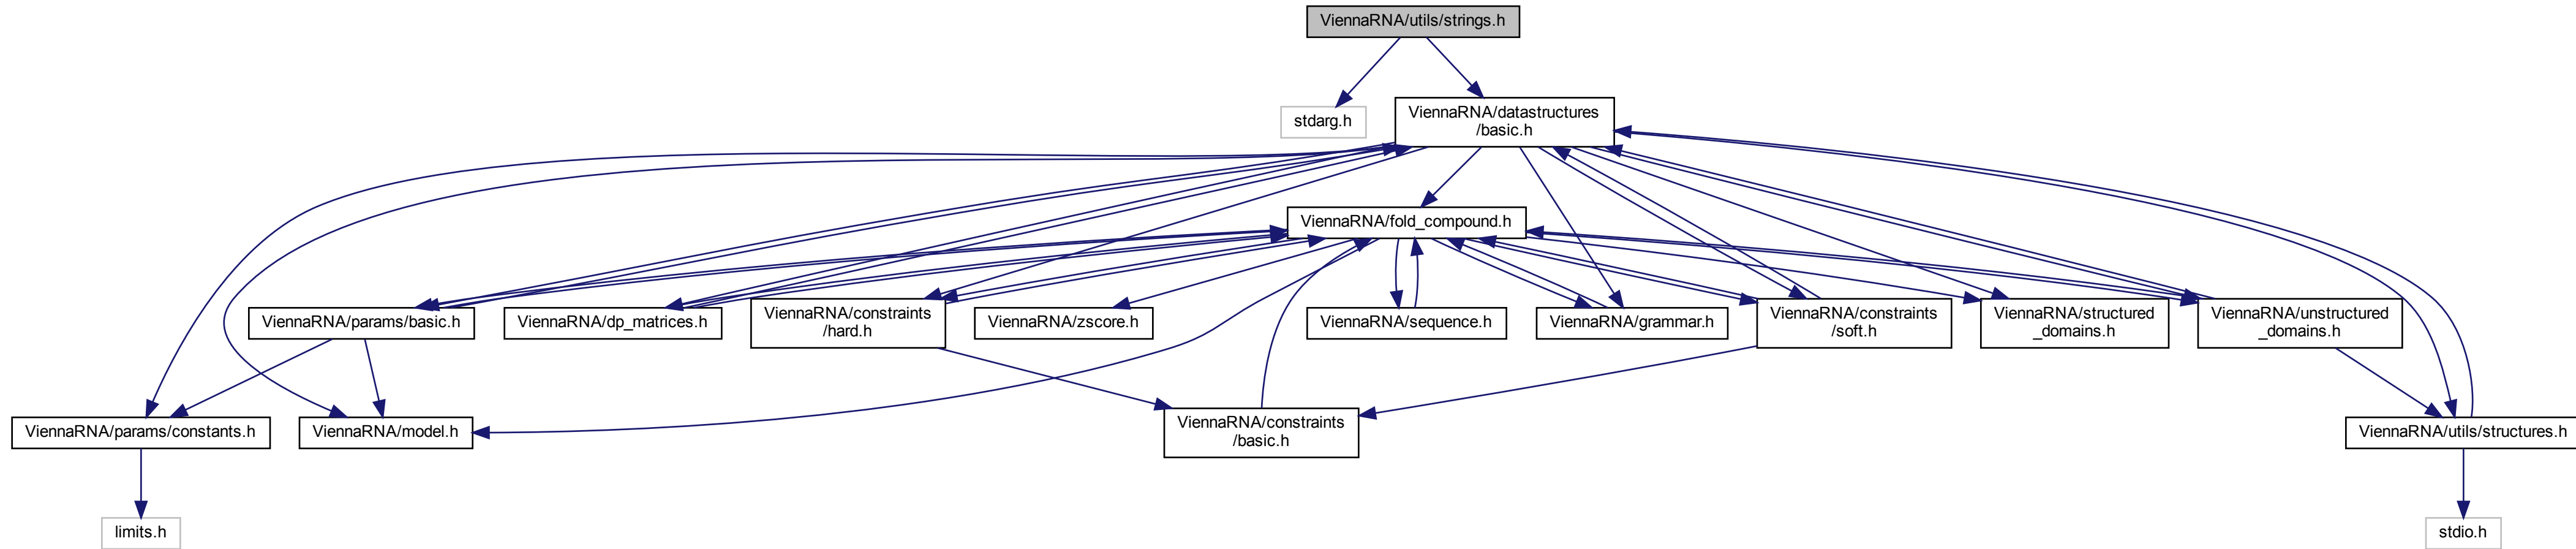 ViennaRNA/utils/strings.h
stdarg.h
ViennaRNA/datastructures
/basic.h
ViennaRNA/fold_compound.h
ViennaRNA/params/basic.h
ViennaRNA/dp_matrices.h
ViennaRNA/constraints
/hard.h
ViennaRNA/zscore.h
ViennaRNA/sequence.h
ViennaRNA/grammar.h
ViennaRNA/constraints
/soft.h
ViennaRNA/structured
_domains.h
ViennaRNA/unstructured
_domains.h
ViennaRNA/params/constants.h
ViennaRNA/model.h
ViennaRNA/constraints
/basic.h
ViennaRNA/utils/structures.h
limits.h
stdio.h